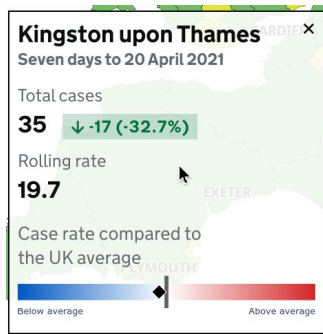 Kingston upon Thames
Seven days to 20 April 2021
Total cases
35 ↓ -17 (-32.7%)
Rolling rate
19.7
EXETER
Case rate compared to
the UK average
PLYMOUTH
Below average Above average